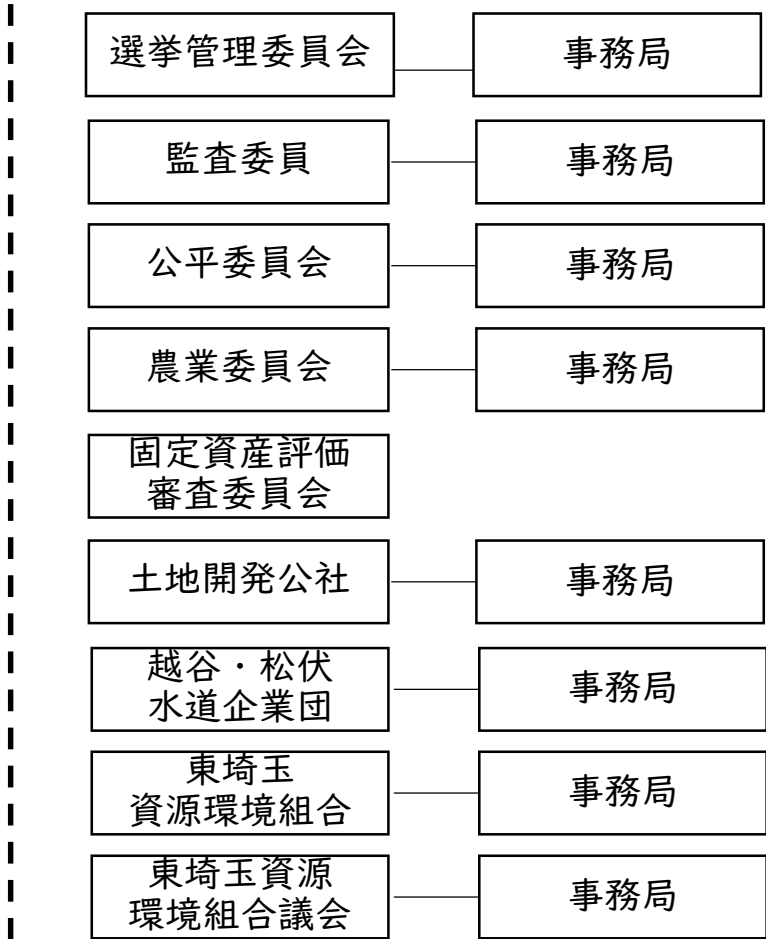 選挙管理委員会
事務局
監査委員
事務局
公平委員会
事務局
農業委員会
事務局
固定資産評価
審査委員会
土地開発公社
事務局
越谷・松伏
水道企業団
事務局
東埼玉
資源環境組合
事務局
東埼玉資源
環境組合議会
事務局